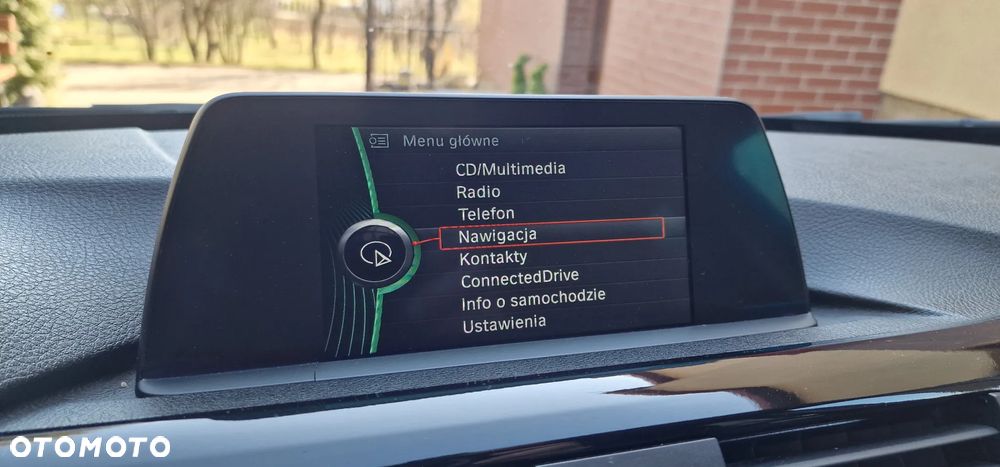 Menu główne
CD/Multimedia
Radio
Telefon
Nawigacja
Kontakty
ConnectedDrive
Info o samochodzie
Ustawienia
OTOMOTO